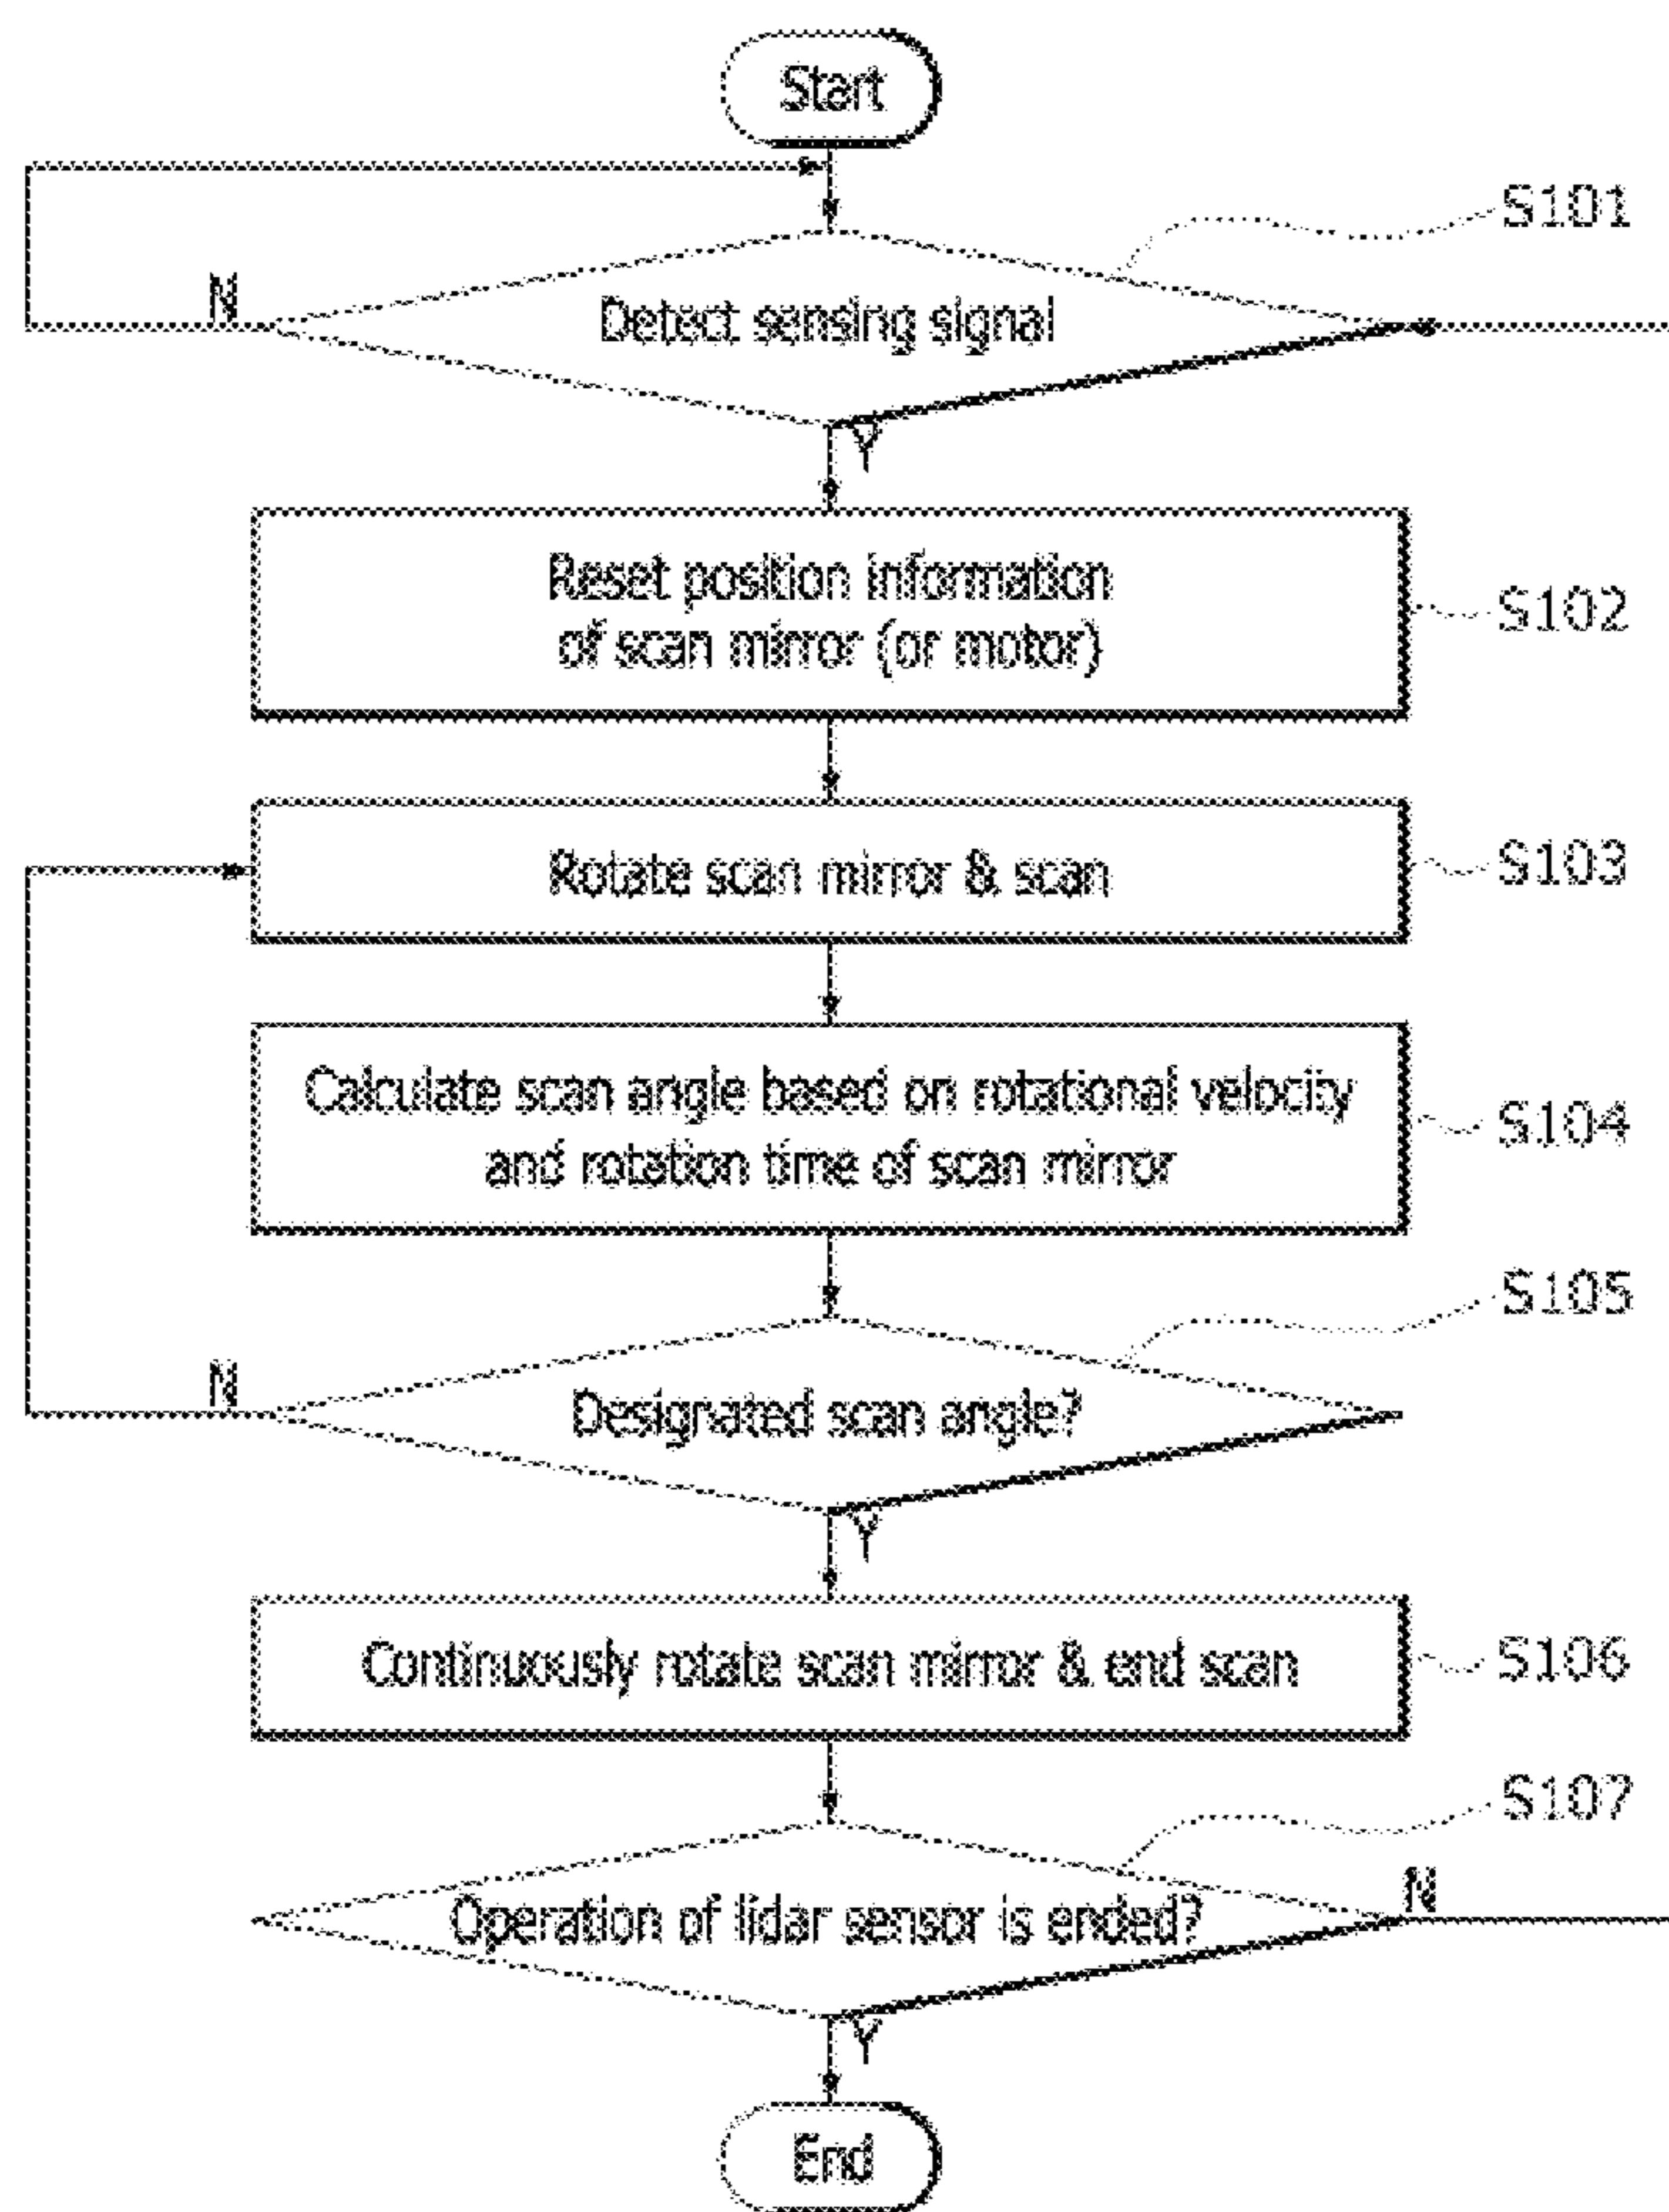 Start
S101
N
Detect sensing signal
Y
Reset position information
of scan mirror (or motor)
S102
Rotate scan mirror & scan
S103
Calculate scan angle based on rotational velocity
and rotation time of scan mirror
S104
S105
N
Designated scan angle?
Y
Continuously rotate scan mirror & end scan
S106
S107
N
Operation of lidar sensor is ended?
Y
End